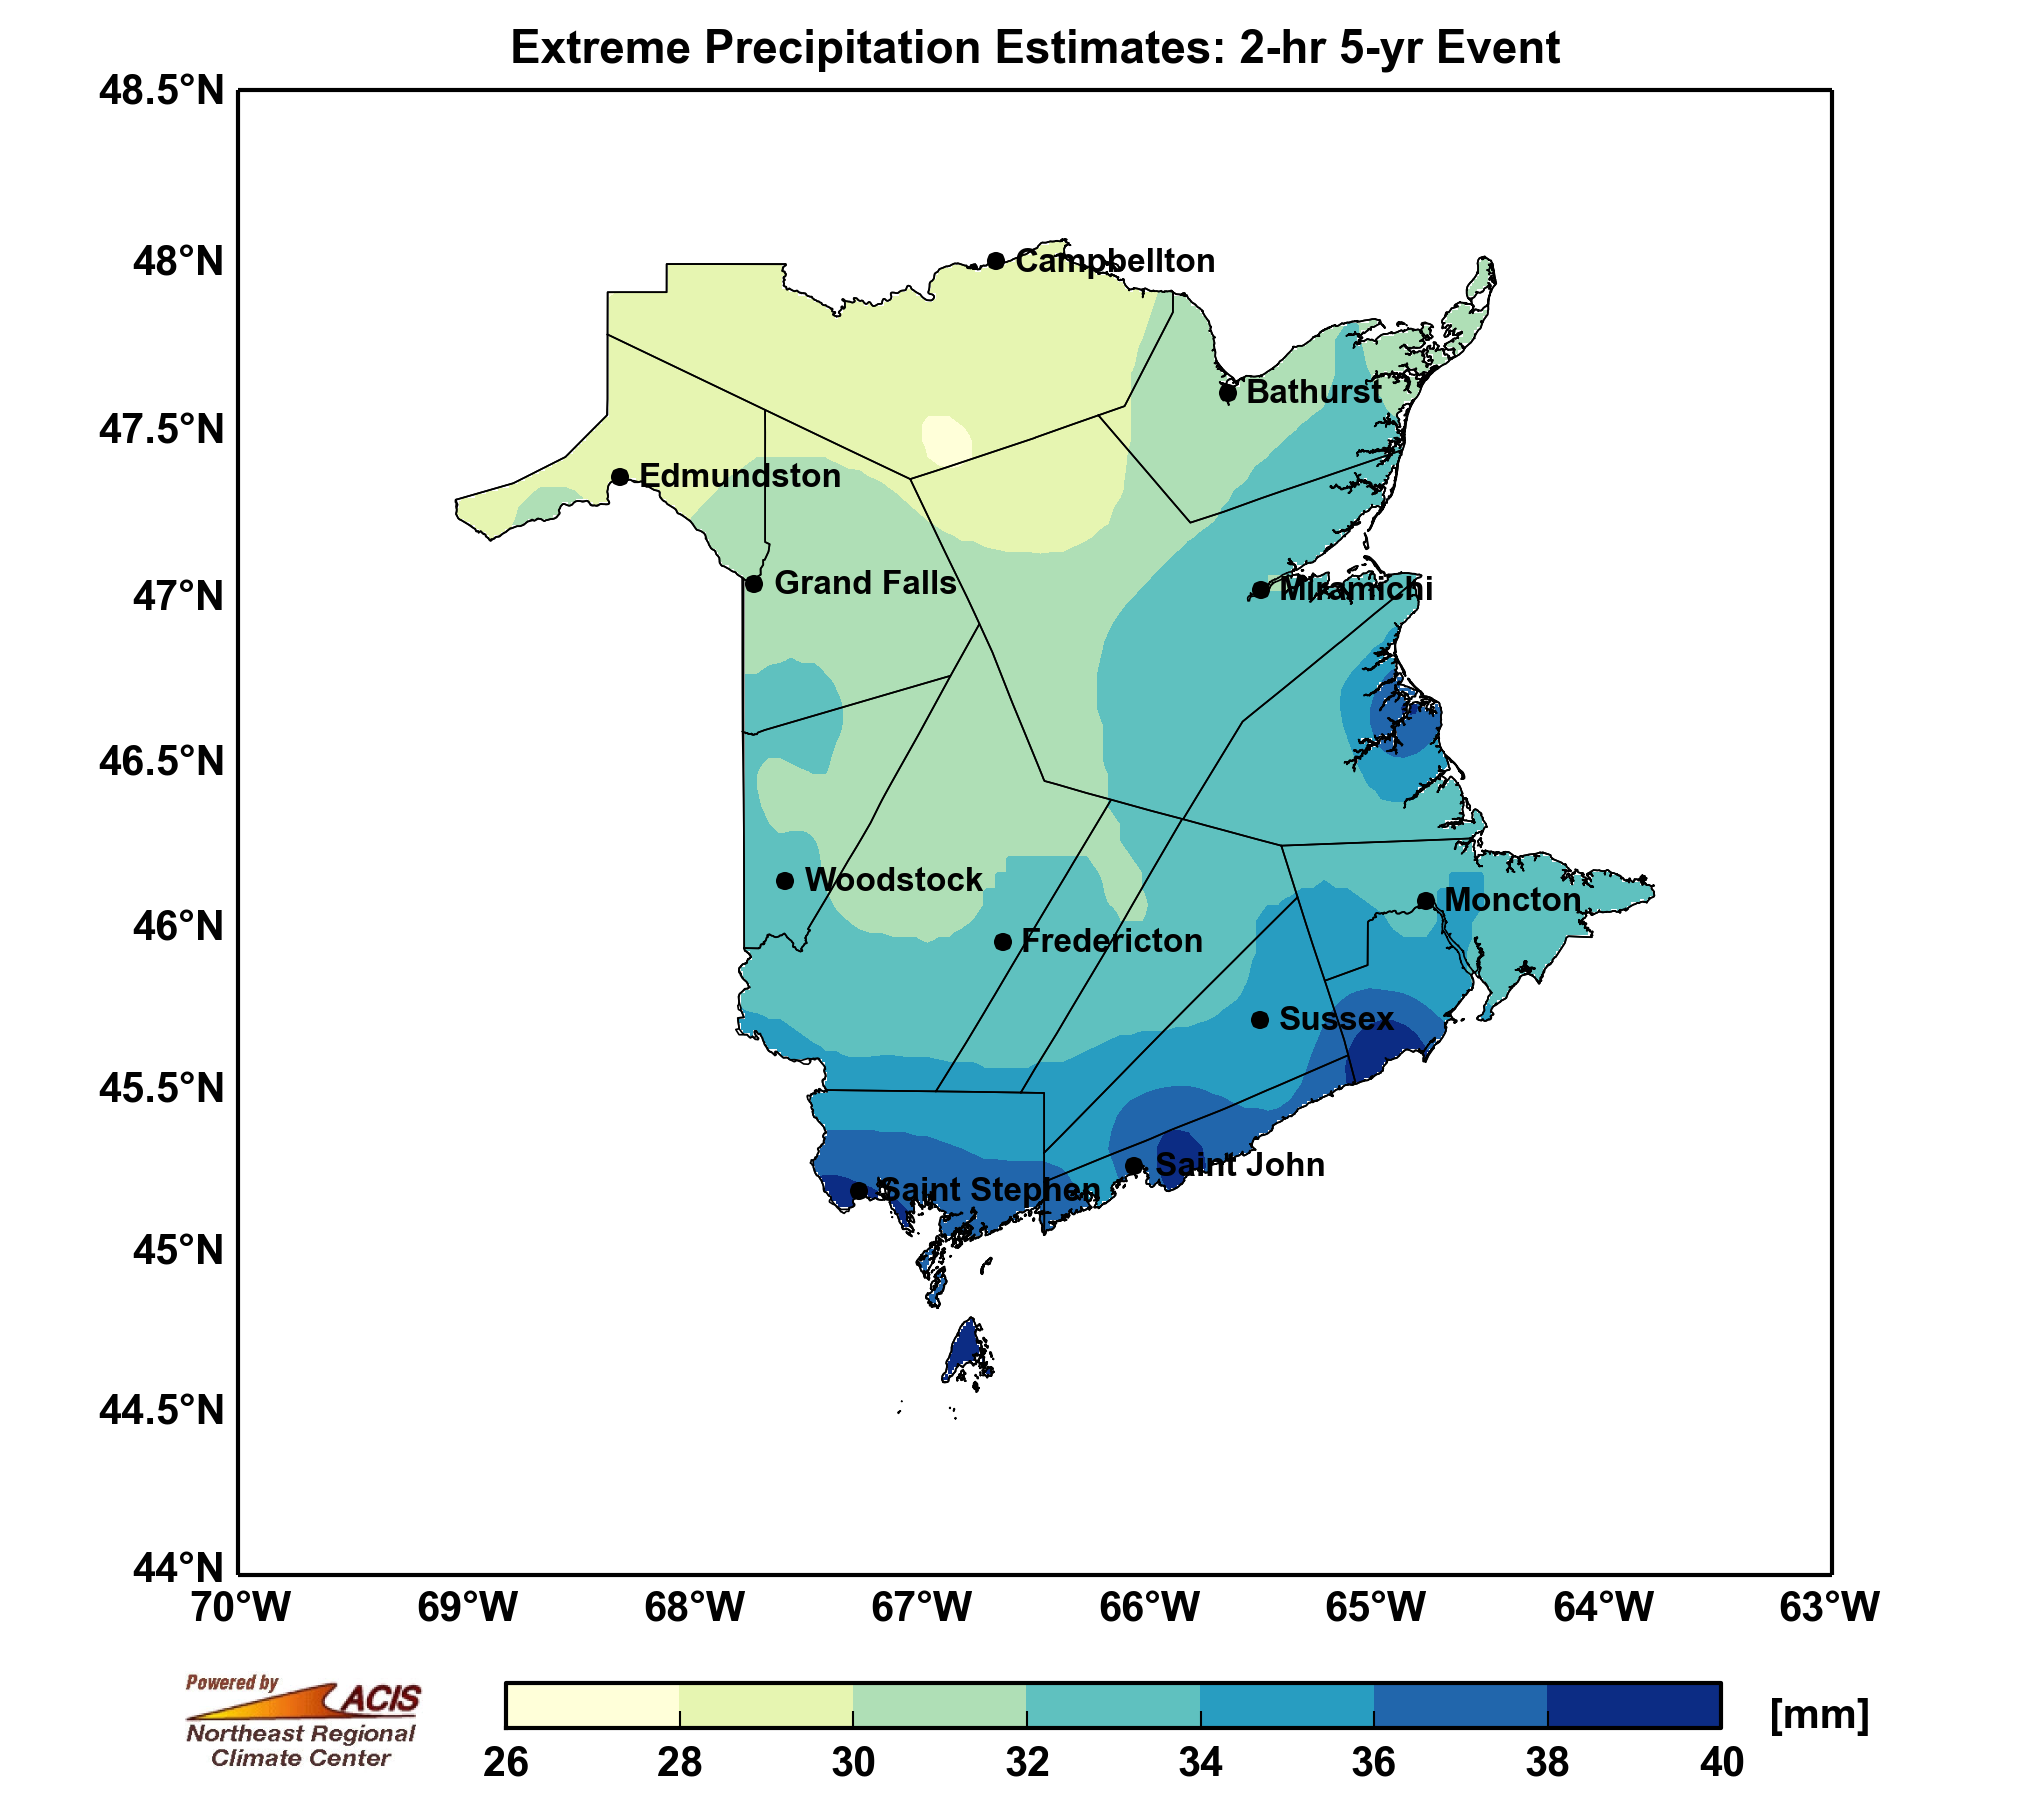 Extreme Precipitation Estimates: 2-hr 5-yr Event
48.5°N
48°N
47.5°N
47°N
46.5°N
46°N
45.5°N
45°N
44.5°N
44°N
Campbellton
Bathurst
Edmundston
Grand Falls
Miramichi
Woodstock
Moncton
Fredericton
Sussex
Saint John
Saint Stephen
70°W 69°W 68°W 67°W 66°W 65°W 64°W 63°W
Powered by
ACIS
Northeast Regional
Climate Center
[mm]
26 28 30 32 34 36 38 40